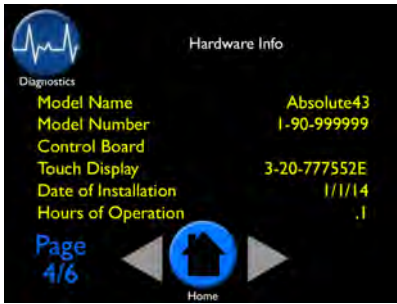 Hardware Info
Diagnostics
Model Name Absolute43
Model Number 1-90-999999
Control Board
Touch Display 3-20-777552E
Date of Installation 1/1/14
Hours of Operation .1
Page
4/6
Home